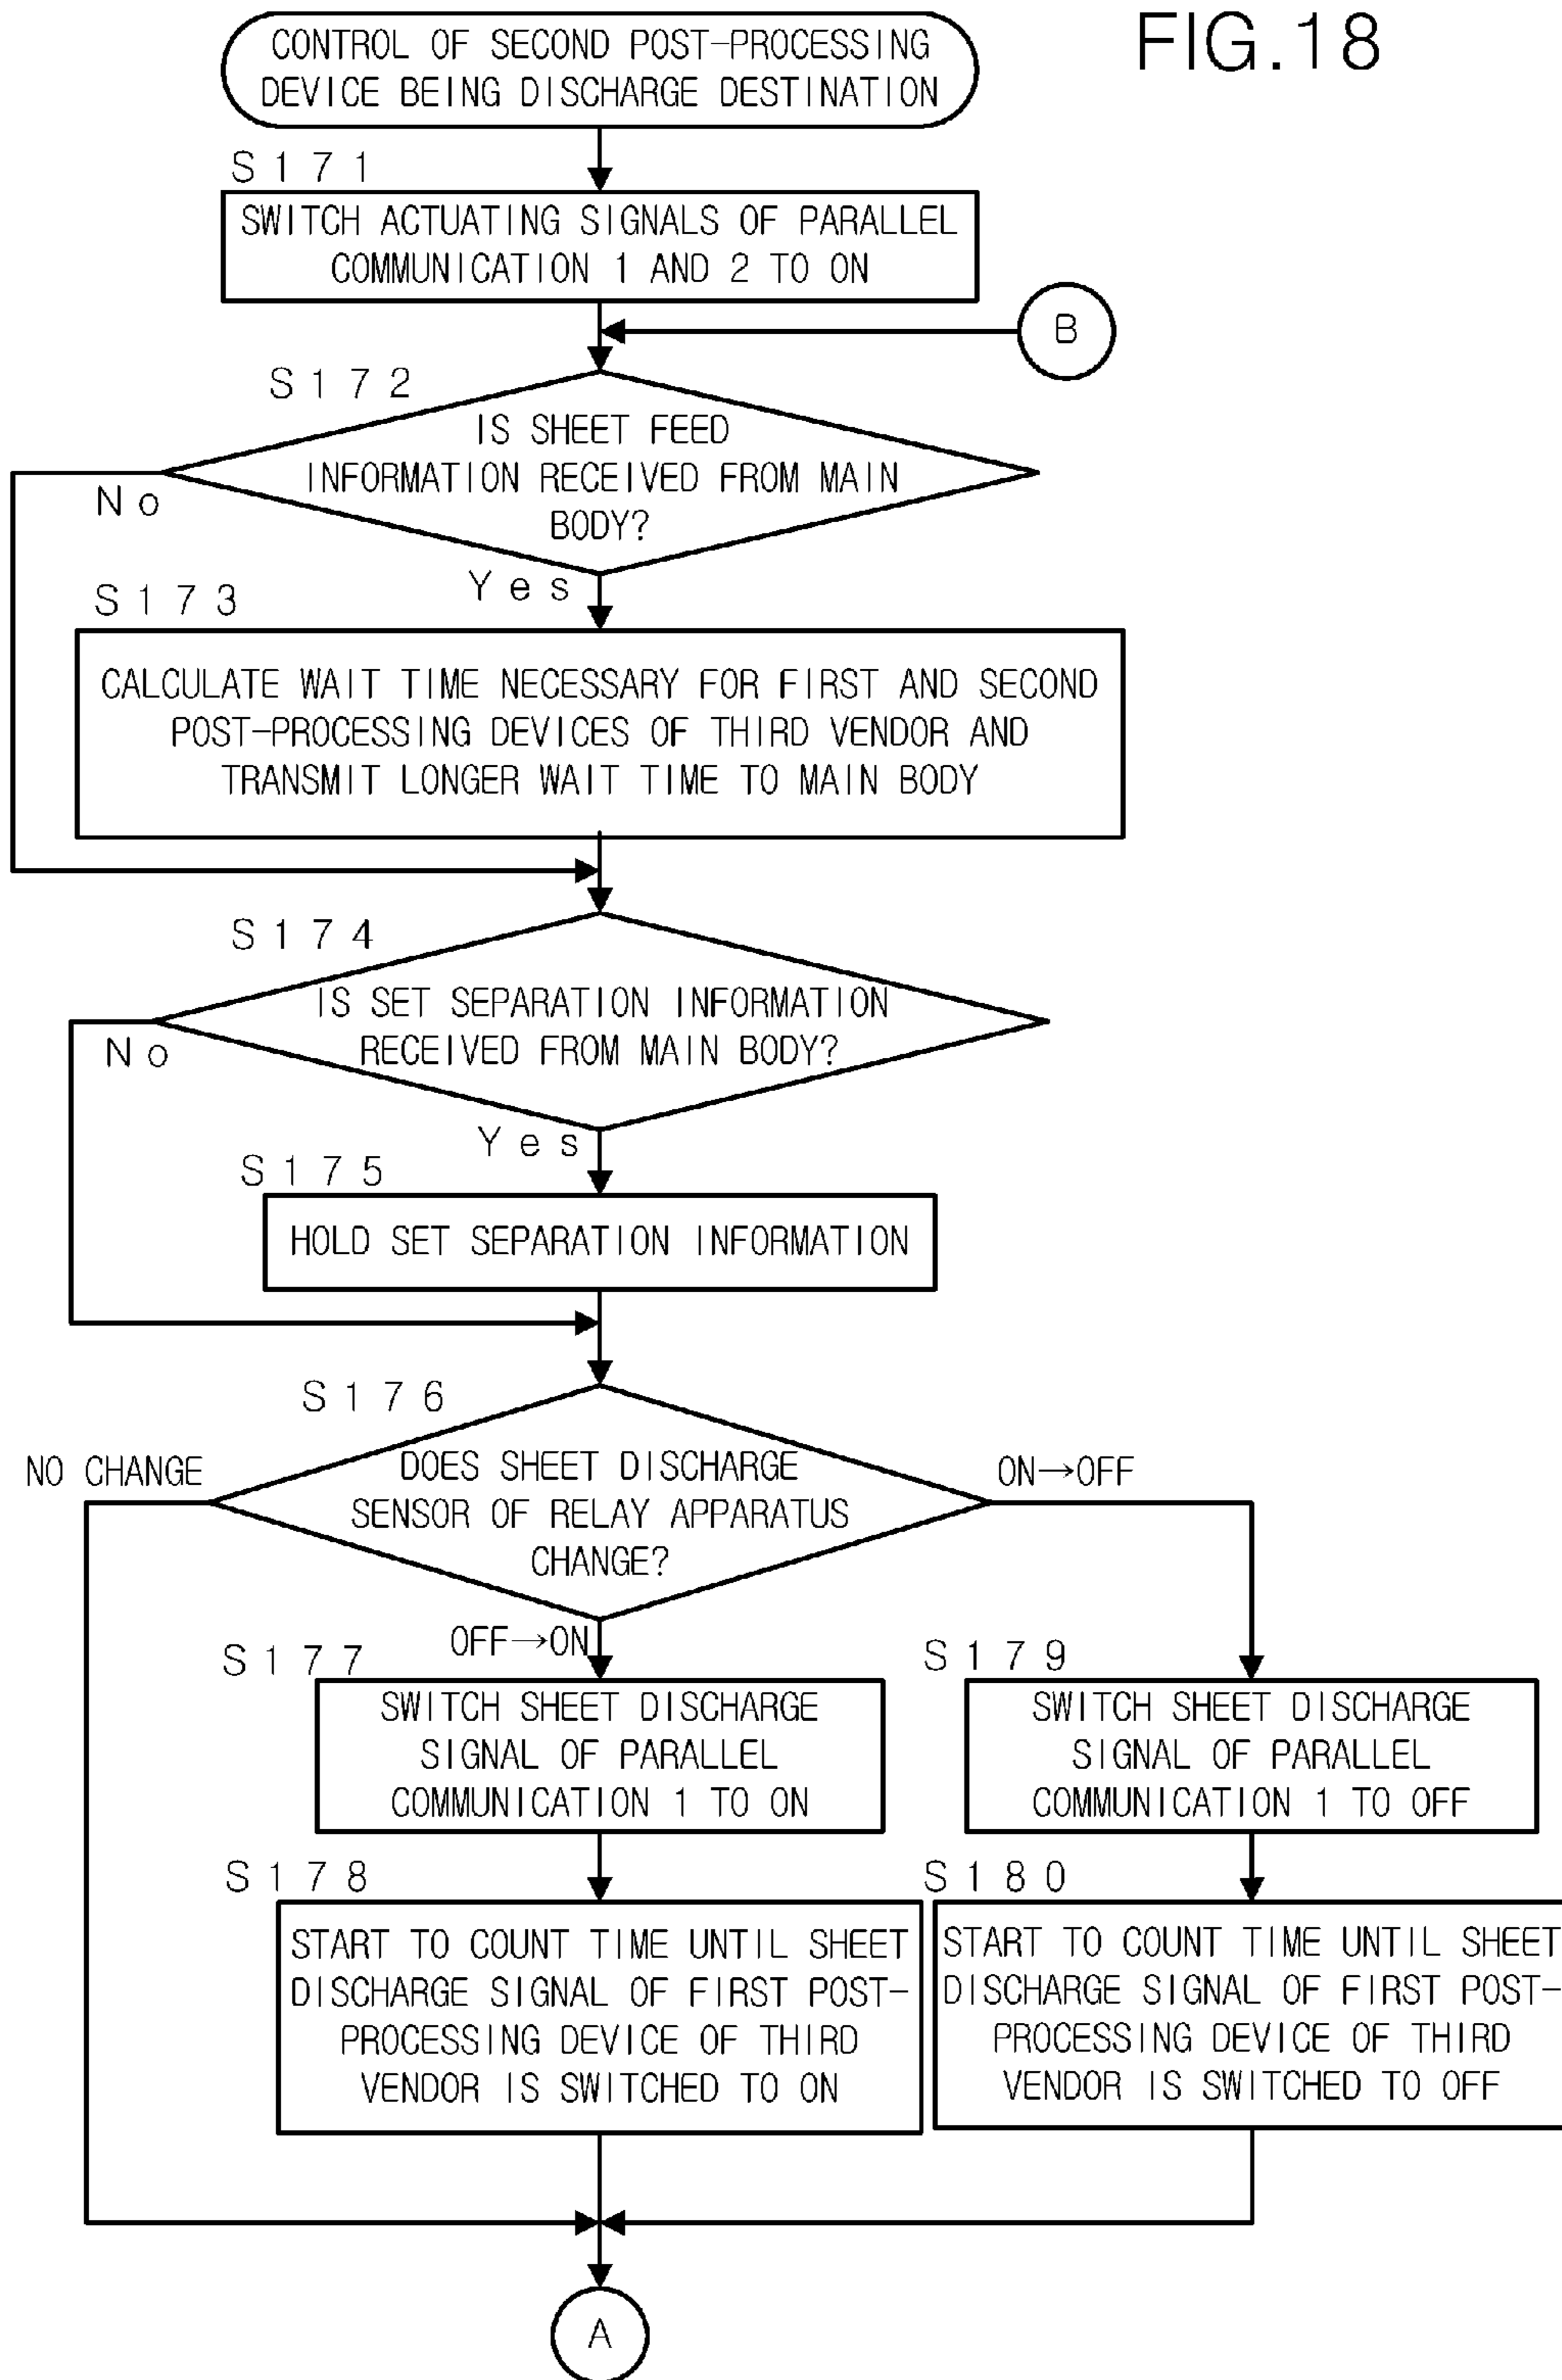 FIG.18
CONTROL OF SECOND POST-PROCESSING
DEVICE BEING DISCHARGE DESTINATION
S171
SWITCH ACTUATING SIGNALS OF PARALLEL
COMMUNICATION 1 AND 2 TO ON
B
S172
IS SHEET FEED
INFORMATION RECEIVED FROM MAIN
BODY?
No
Yes
S173
CALCULATE WAIT TIME NECESSARY FOR FIRST AND SECOND
POST-PROCESSING DEVICES OF THIRD VENDOR AND
TRANSMIT LONGER WAIT TIME TO MAIN BODY
S174
IS SET SEPARATION INFORMATION
RECEIVED FROM MAIN BODY?
No
Yes
S175
HOLD SET SEPARATION INFORMATION
S176
DOES SHEET DISCHARGE
SENSOR OF RELAY APPARATUS
CHANGE?
NO CHANGE
ON→OFF
OFF→ON
S177
SWITCH SHEET DISCHARGE
SIGNAL OF PARALLEL
COMMUNICATION 1 TO ON
S179
SWITCH SHEET DISCHARGE
SIGNAL OF PARALLEL
COMMUNICATION 1 TO OFF
S178
START TO COUNT TIME UNTIL SHEET
DISCHARGE SIGNAL OF FIRST POST-
PROCESSING DEVICE OF THIRD
VENDOR IS SWITCHED TO ON
S180
START TO COUNT TIME UNTIL SHEET
DISCHARGE SIGNAL OF FIRST POST-
PROCESSING DEVICE OF THIRD
VENDOR IS SWITCHED TO OFF
A